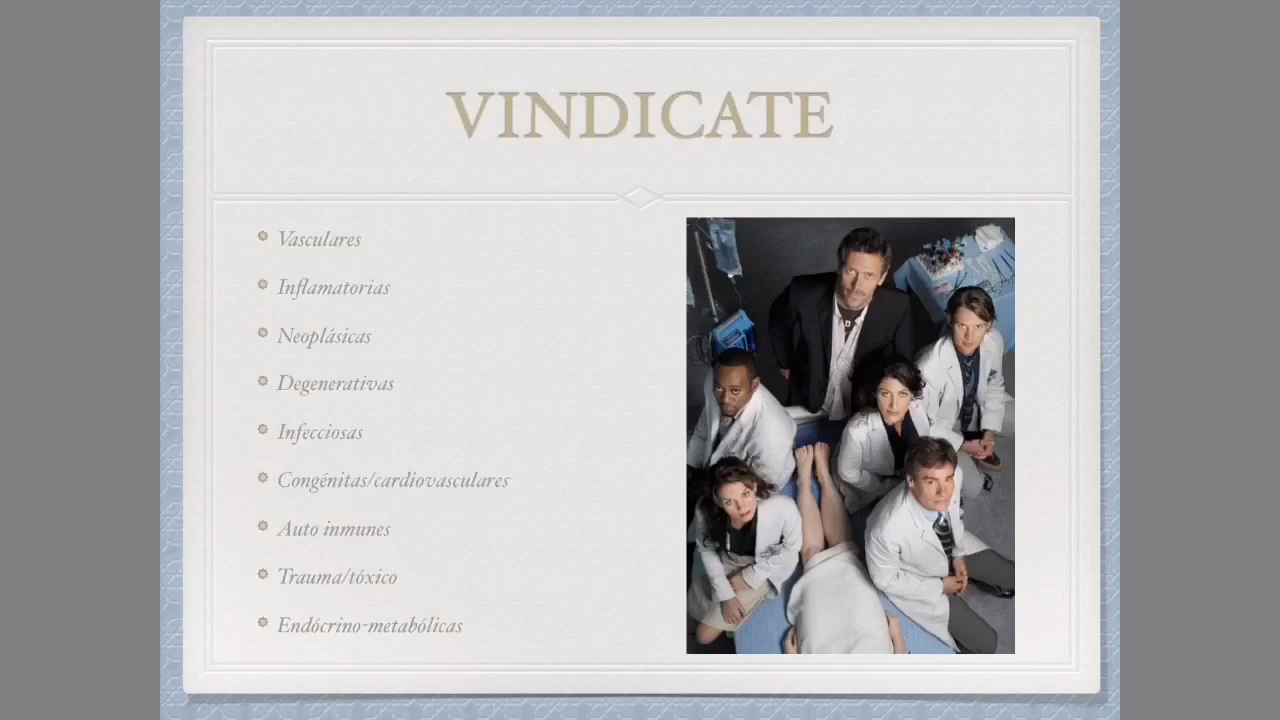 VINDICATE
Vasculares
Inflamatorias
Neoplásicas
Degenerativas
Infecciosas
Congénitas/cardiovasculares
Auto inmunes
Trauma/tóxico
Endócrino-metabólicas